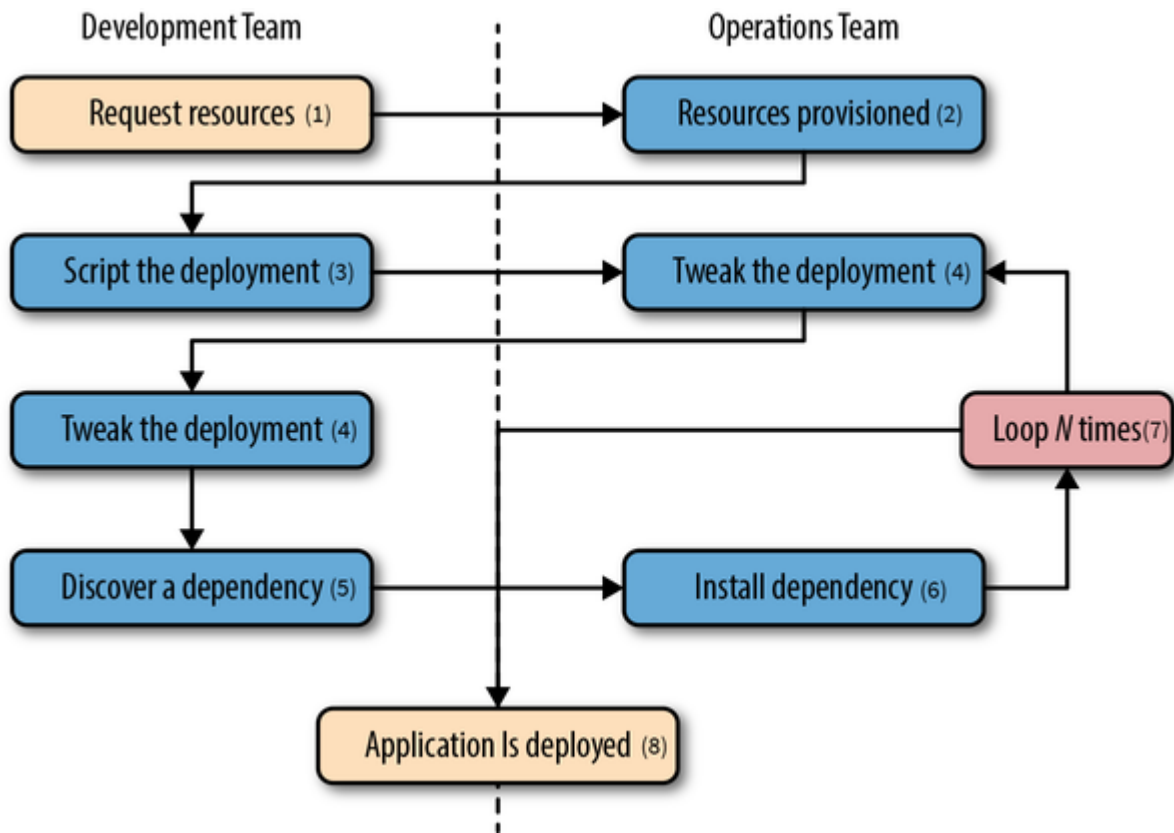 Development Team
Operations Team
Request resources (1)
Resources provisioned (2)
Script the deployment (3)
Tweak the deployment (4)
Tweak the deployment (4)
Loop N times(7)
Discover a dependency (5)
Install dependency (6)
Application Is deployed (8)